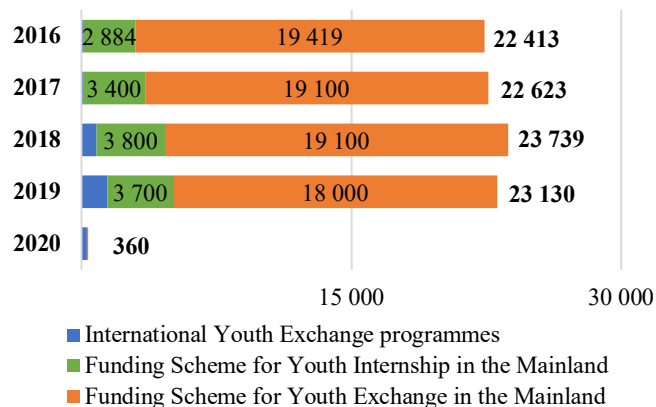 2016 2 884 19 419 22 413
2017 3 400 19 100 22 623
2018 3 800 19 100 23 739
2019 3 700 18 000 23 130
2020 360
15 000 30 000
International Youth Exchange programmes
Funding Scheme for Youth Internship in the Mainland
Funding Scheme for Youth Exchange in the Mainland